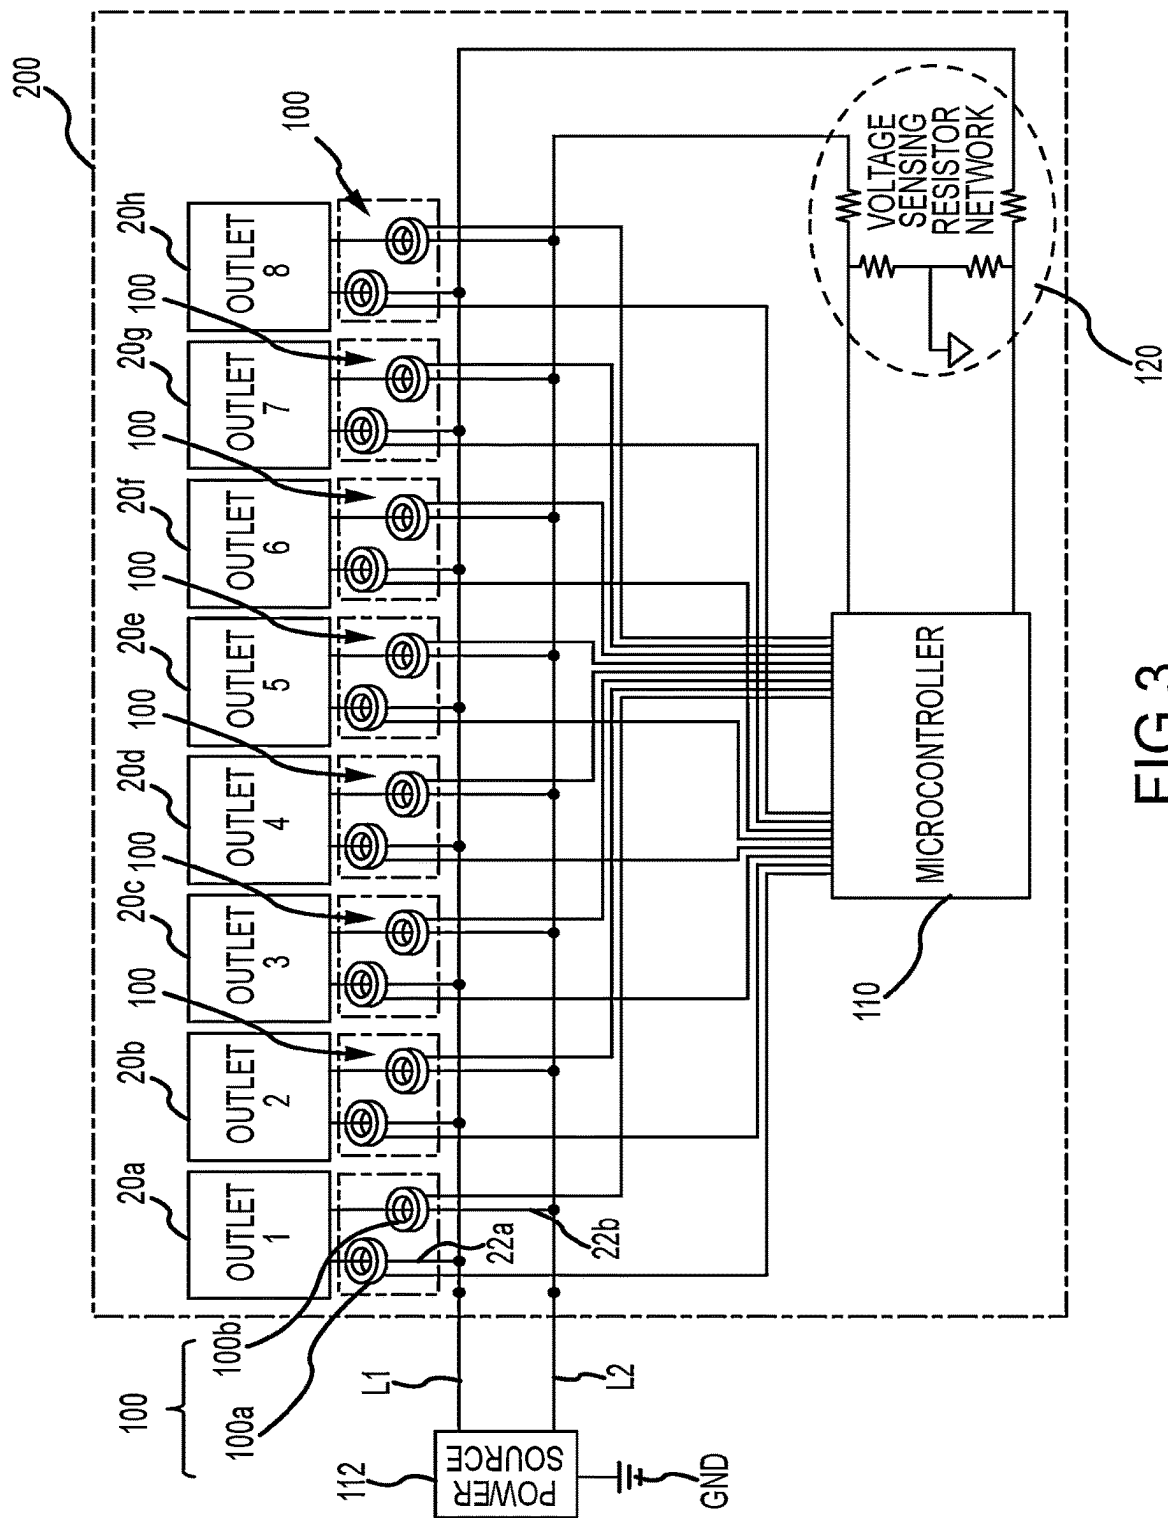 200
20a
20b
20c
20d
20e
20f
20g
20h
100
100
100
100
100
100
100
OUTLET
1
OUTLET
2
OUTLET
3
OUTLET
4
OUTLET
5
OUTLET
6
OUTLET
7
OUTLET
8
100
100a
100b
22a
22b
L1
L2
112
POWER
SOURCE
GND
VOLTAGE
SENSING
RESISTOR
NETWORK
120
MICROCONTROLLER
110
FIG.3